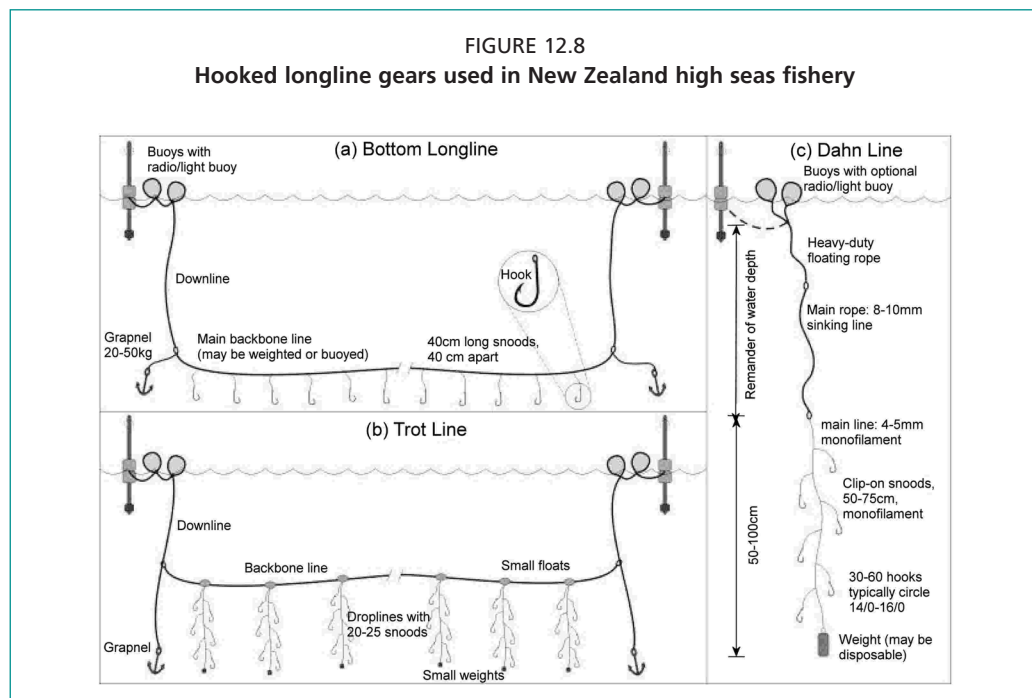 FIGURE 12.8
Hooked longline gears used in New Zealand high seas fishery
(a) Bottom Longline
Buoys with
radio/light buoy
Downline
Hook
Grapnel
20-50kg
Main backbone line
(may be weighted or buoyed)
40cm long snoods,
40 cm apart
(b) Trot Line
Downline
Backbone line
Small floats
Droplines with
20-25 snoods
Grapnel
Small weights
(c) Dahn Line
Buoys with optional
radio/light buoy
Heavy-duty
floating rope
Remander of water depth
Main rope: 8-10mm
sinking line
main line: 4-5mm
monofilament
Clip-on snoods,
50-75cm,
monofilament
50-100cm
30-60 hooks
typically circle
14/0-16/0
Weight (may be
disposable)